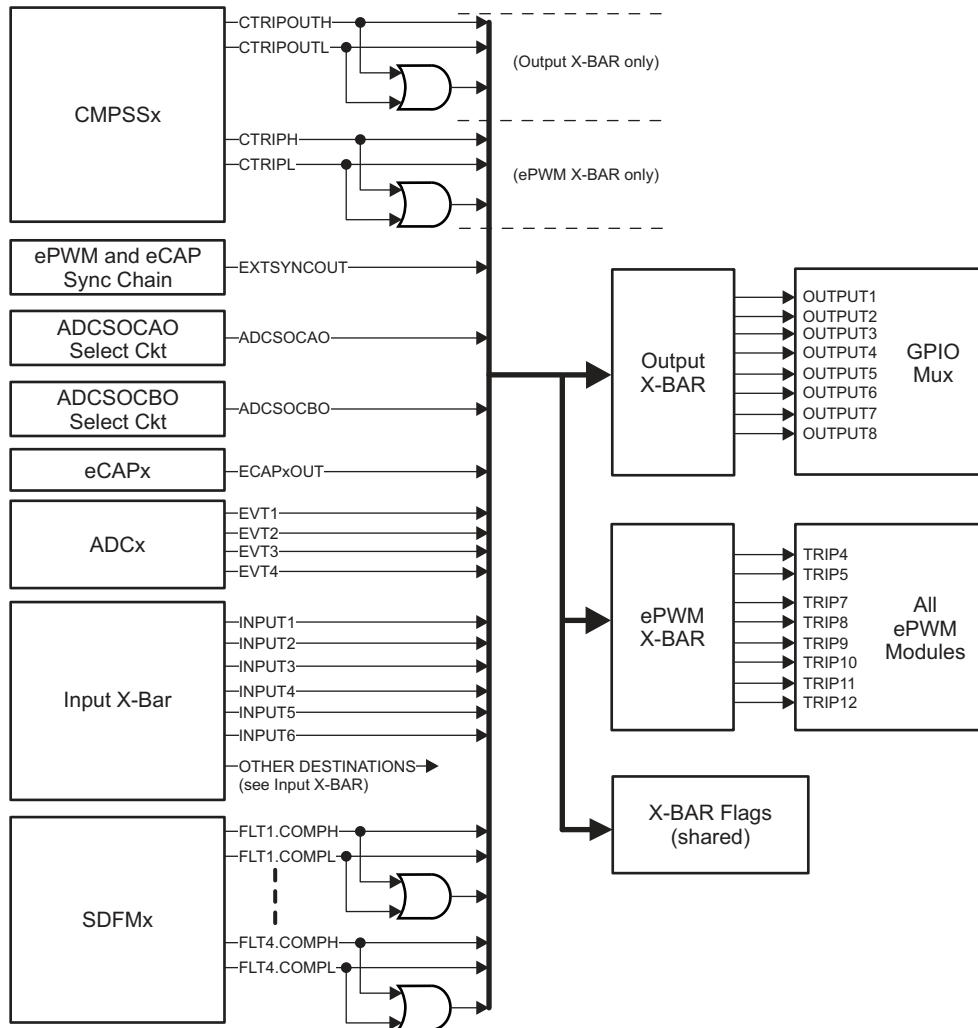 CTRIPOUTH
CTRIPOUTL
(Output X-BAR only)
CMPSSx
CTRIPH
CTRIPL
(ePWM X-BAR only)
ePWM and eCAP
Sync Chain
EXTSYNCOUT
ADCSOCAO
Select Ckt
ADCSOCAO
ADCSOCBO
Select Ckt
ADCSOCBO
eCAPx
ECAPxOUT
ADCx
EVT1
EVT2
EVT3
EVT4
Input X-Bar
INPUT1
INPUT2
INPUT3
INPUT4
INPUT5
INPUT6
OTHER DESTINATIONS
(see Input X-BAR)
SDFMx
FLT1.COMPH
FLT1.COMPL
FLT4.COMPH
FLT4.COMPL
Output
X-BAR
OUTPUT1
OUTPUT2
OUTPUT3
OUTPUT4
OUTPUT5
OUTPUT6
OUTPUT7
OUTPUT8
GPIO
Mux
ePWM
X-BAR
TRIP4
TRIP5
TRIP7
TRIP8
TRIP9
TRIP10
TRIP11
TRIP12
All
ePWM
Modules
X-BAR Flags
(shared)